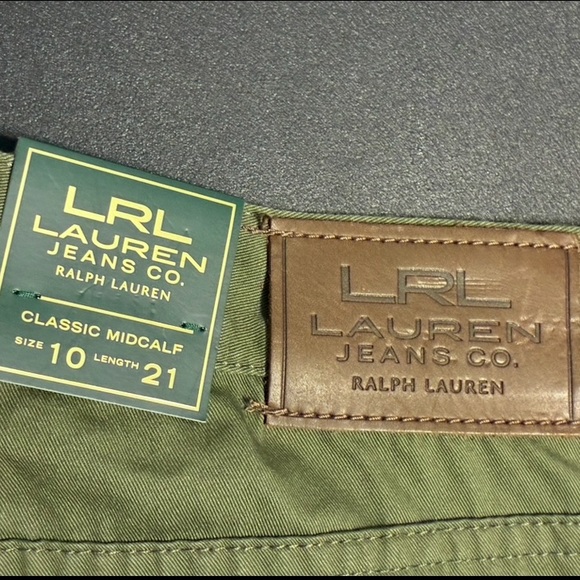 LRL
LAUREN
JEANS CO.
RALPH LAUREN
CLASSIC MIDCALF
SIZE 10 LENGTH 21
LRL
LAUREN
JEANS CO.
RALPH LAUREN